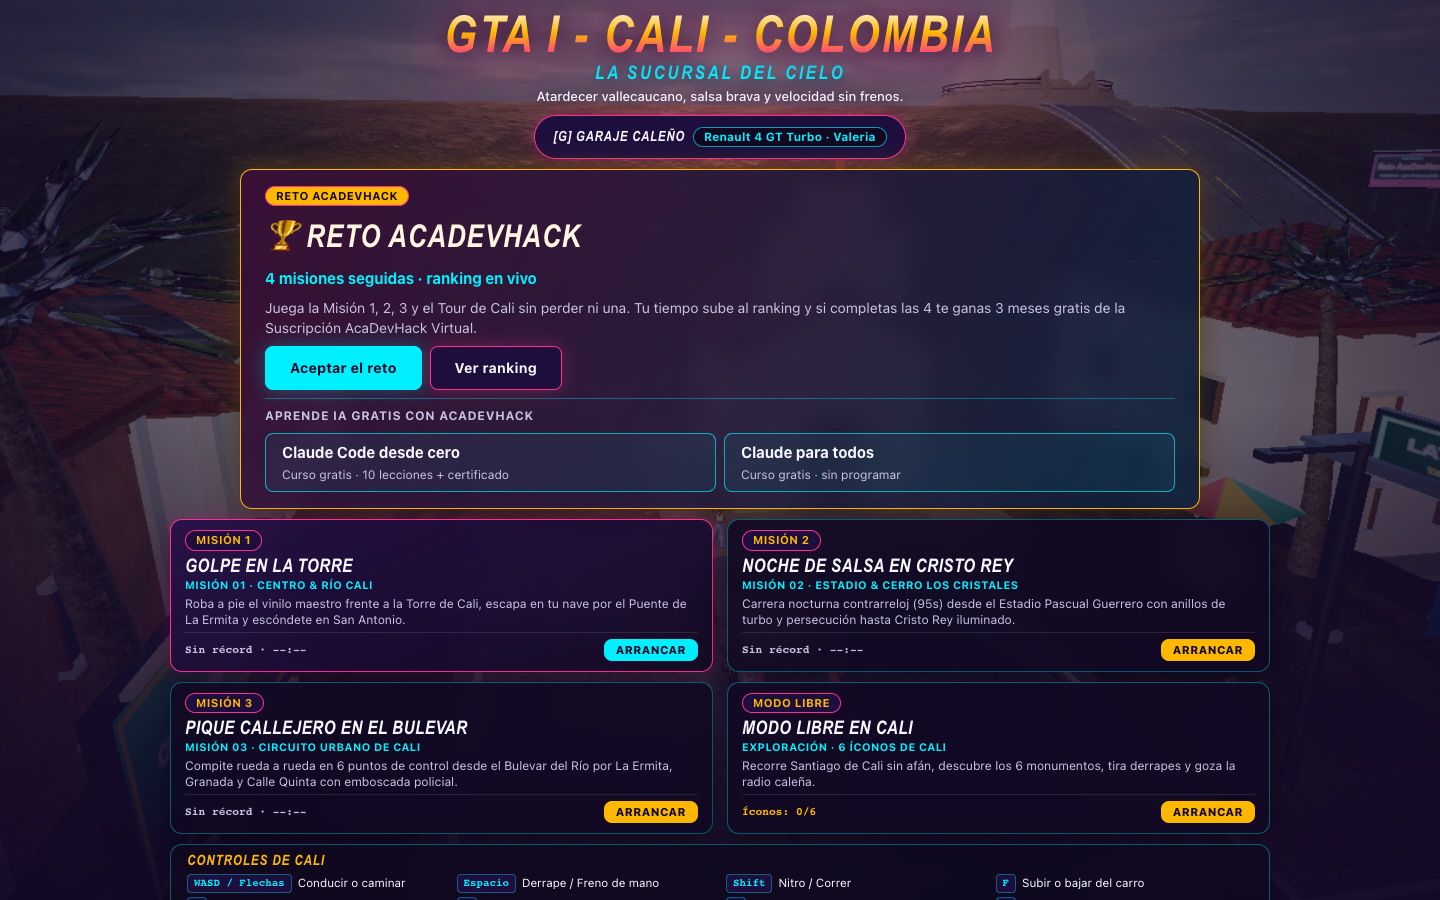 GTA I - CALI - COLOMBIA
LA SUCURSAL DEL CIELO
Atardecer vallecaucano, salsa brava y velocidad sin frenos.
[G] GARAJE CALEÑO Renault 4 GT Turbo · Valeria
RETO ACADEVHACK
🏆 RETO ACADEVHACK
4 misiones seguidas · ranking en vivo
Juega la Misión 1, 2, 3 y el Tour de Cali sin perder ni una. Tu tiempo sube al ranking y si completas las 4 te ganas 3 meses gratis de la
Suscripción AcaDevHack Virtual.
Aceptar el reto Ver ranking
APRENDE IA GRATIS CON ACADEVHACK
Claude Code desde cero
Curso gratis · 10 lecciones + certificado
Claude para todos
Curso gratis · sin programar
MISIÓN 1
GOLPE EN LA TORRE
MISIÓN 01 · CENTRO & RÍO CALI
Roba a pie el vinilo maestro frente a la Torre de Cali, escapa en tu nave por el Puente de
La Ermita y escóndete en San Antonio.
Sin récord · --:-- ARRANCAR
MISIÓN 2
NOCHE DE SALSA EN CRISTO REY
MISIÓN 02 · ESTADIO & CERRO LOS CRISTALES
Carrera nocturna contrarreloj (95s) desde el Estadio Pascual Guerrero con anillos de
turbo y persecución hasta Cristo Rey iluminado.
Sin récord · --:-- ARRANCAR
MISIÓN 3
PIQUE CALLEJERO EN EL BULEVAR
MISIÓN 03 · CIRCUITO URBANO DE CALI
Compite rueda a rueda en 6 puntos de control desde el Bulevar del Río por La Ermita,
Granada y Calle Quinta con emboscada policial.
Sin récord · --:-- ARRANCAR
MODO LIBRE
MODO LIBRE EN CALI
EXPLORACIÓN · 6 ÍCONOS DE CALI
Recorre Santiago de Cali sin afán, descubre los 6 monumentos, tira derrapes y goza la
radio caleña.
Íconos: 0/6 ARRANCAR
CONTROLES DE CALI
WASD / Flechas Conducir o caminar
Espacio Derrape / Freno de mano
Shift Nitro / Correr
F Subir o bajar del carro